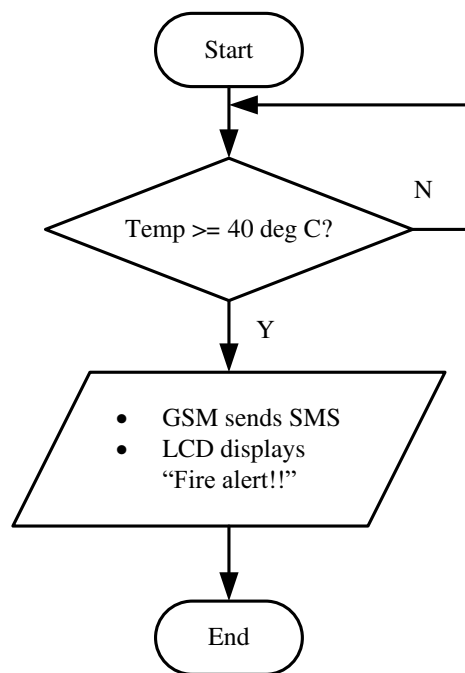 Start
N
Temp >= 40 deg C?
Y
• GSM sends SMS
• LCD displays
“Fire alert!!”
End